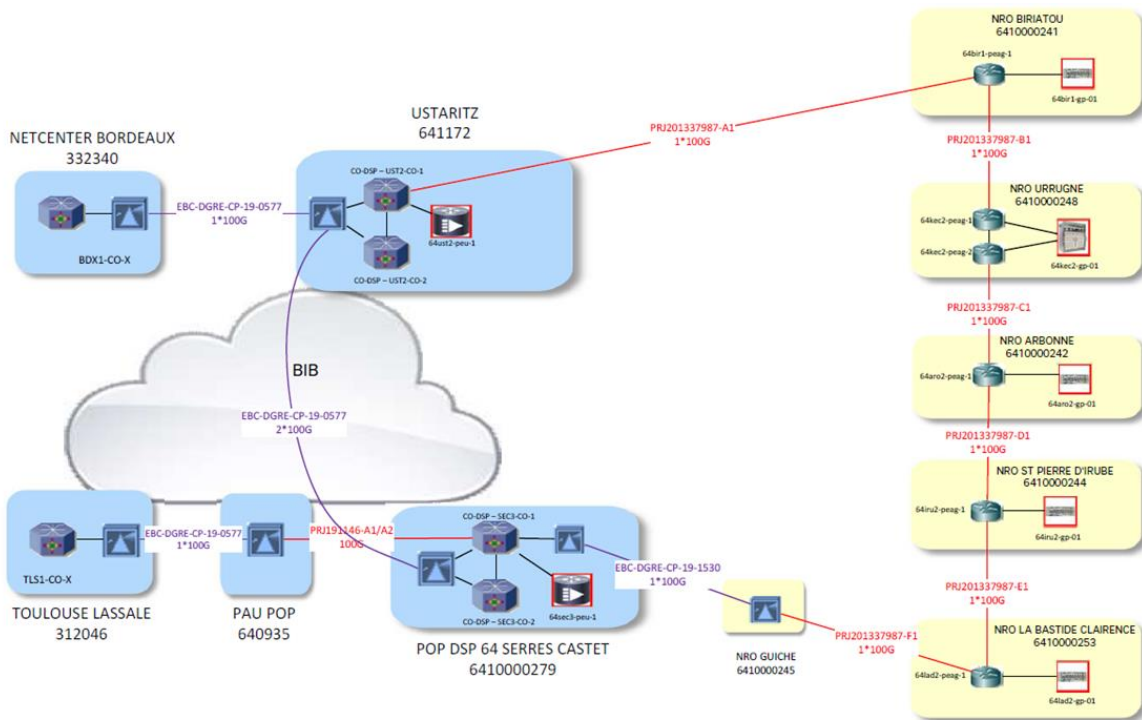 NRO BIRIATOU
6410000241
64bir1-peag-1
64bir1-gp-01
USTARITZ
641172
PRJ201337987-A1
1*100G
NETCENTER BORDEAUX
332340
CO-DSP – UST2-CO-1
PRJ201337987-B1
1*100G
EBC-DGRE-CP-19-0577
1*100G
NRO URRUGNE
6410000248
64kec2-peag-1
64ust2-peu-1
64kec2-peag-2
64kec2-gp-01
BDX1-CO-X
CO-DSP – UST2-CO-2
PRJ201337987-C1
1*100G
NRO ARBONNE
6410000242
BIB
64aro2-peag-1
64aro2-gp-01
EBC-DGRE-CP-19-0577
2*100G
PRJ201337987-D1
1*100G
NRO ST PIERRE D'IRUBE
6410000244
64iru2-peag-1
64iru2-gp-01
CO-DSP – SEC3-CO-1
EBC-DGRE-CP-19-0577
1*100G
PRJ191146-A1/A2
100G
TLS1-CO-X
EBC-DGRE-CP-19-1530
1*100G
PRJ201337987-E1
1*100G
64sec3-peu-1
CO-DSP – SEC3-CO-2
TOULOUSE LASSALE
312046
PAU POP
640935
POP DSP 64 SERRES CASTET
6410000279
NRO GUICHE
6410000245
PRJ201337987-F1
1*100G
NRO LA BASTIDE CLAIRENCE
6410000253
64lad2-peag-1
64lad2-gp-01